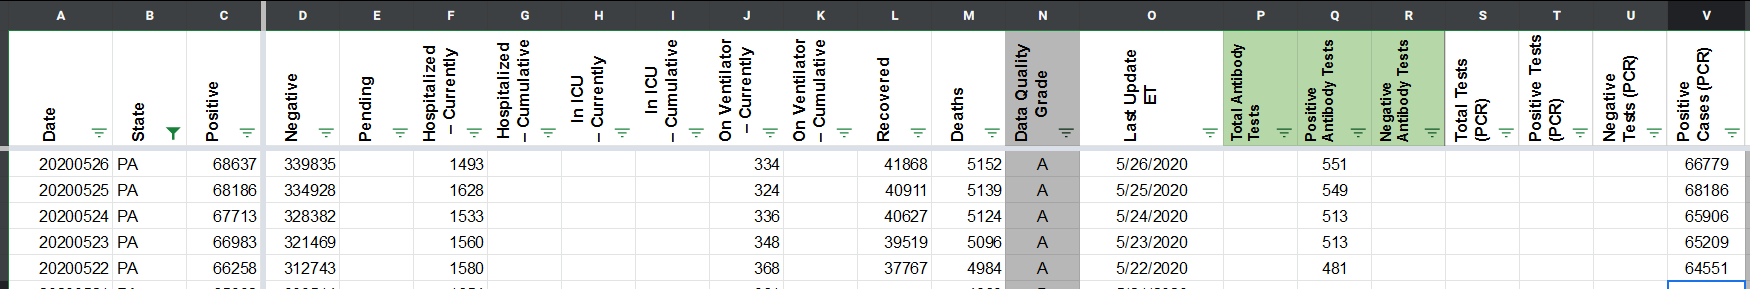 A B C D E F G H I J K L M N O P Q R S T U V
Date
State
Positive
Negative
Pending
Hospitalized
– Currently
Hospitalized
– Cumulative
In ICU
– Currently
In ICU
– Cumulative
On Ventilator
– Currently
On Ventilator
– Cumulative
Recovered
Deaths
Data Quality
Grade
Last Update
ET
Total Antibody
Tests
Positive
Antibody Tests
Negative
Antibody Tests
Total Tests
(PCR)
Positive Tests
(PCR)
Negative
Tests (PCR)
Positive
Cases (PCR)
20200526 PA 68637 339835 1493 334 41868 5152 A 5/26/2020 551 66779
20200525 PA 68186 334928 1628 324 40911 5139 A 5/25/2020 549 68186
20200524 PA 67713 328382 1533 336 40627 5124 A 5/24/2020 513 65906
20200523 PA 66983 321469 1560 348 39519 5096 A 5/23/2020 513 65209
20200522 PA 66258 312743 1580 368 37767 4984 A 5/22/2020 481 64551